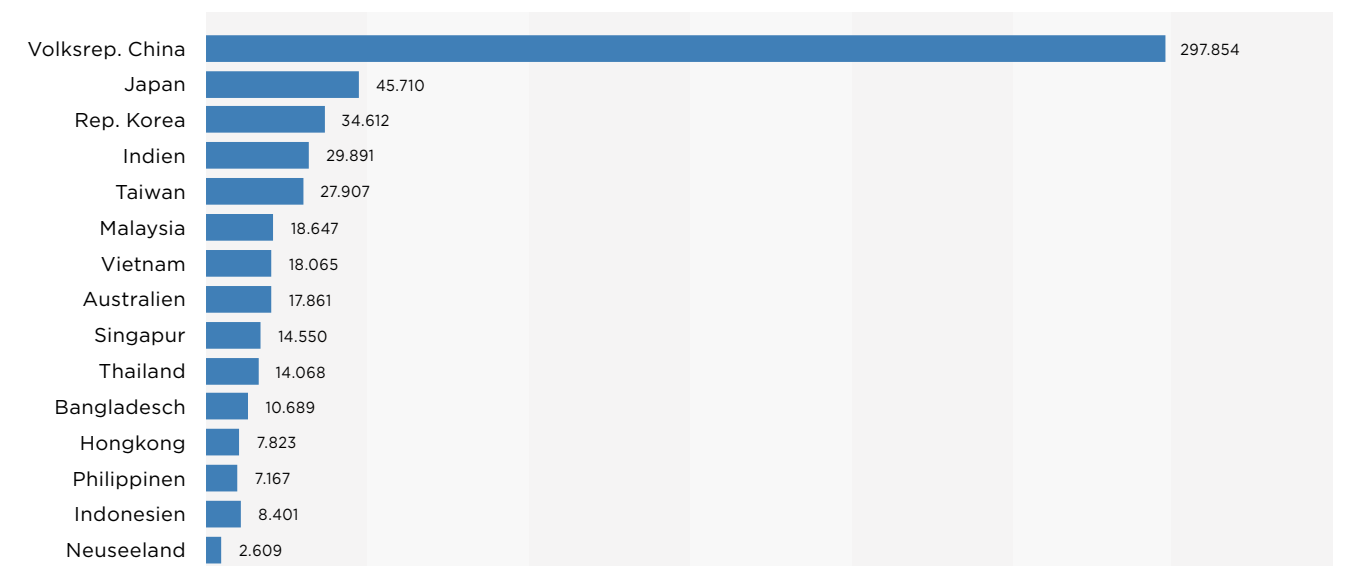 Volksrep. China 297.854
Japan 45.710
Rep. Korea 34.612
Indien 29.891
Taiwan 27.907
Malaysia 18.647
Vietnam 18.065
Australien 17.861
Singapur 14.550
Thailand 14.068
Bangladesch 10.689
Hongkong 7.823
Philippinen 7.167
Indonesien 8.401
Neuseeland 2.609